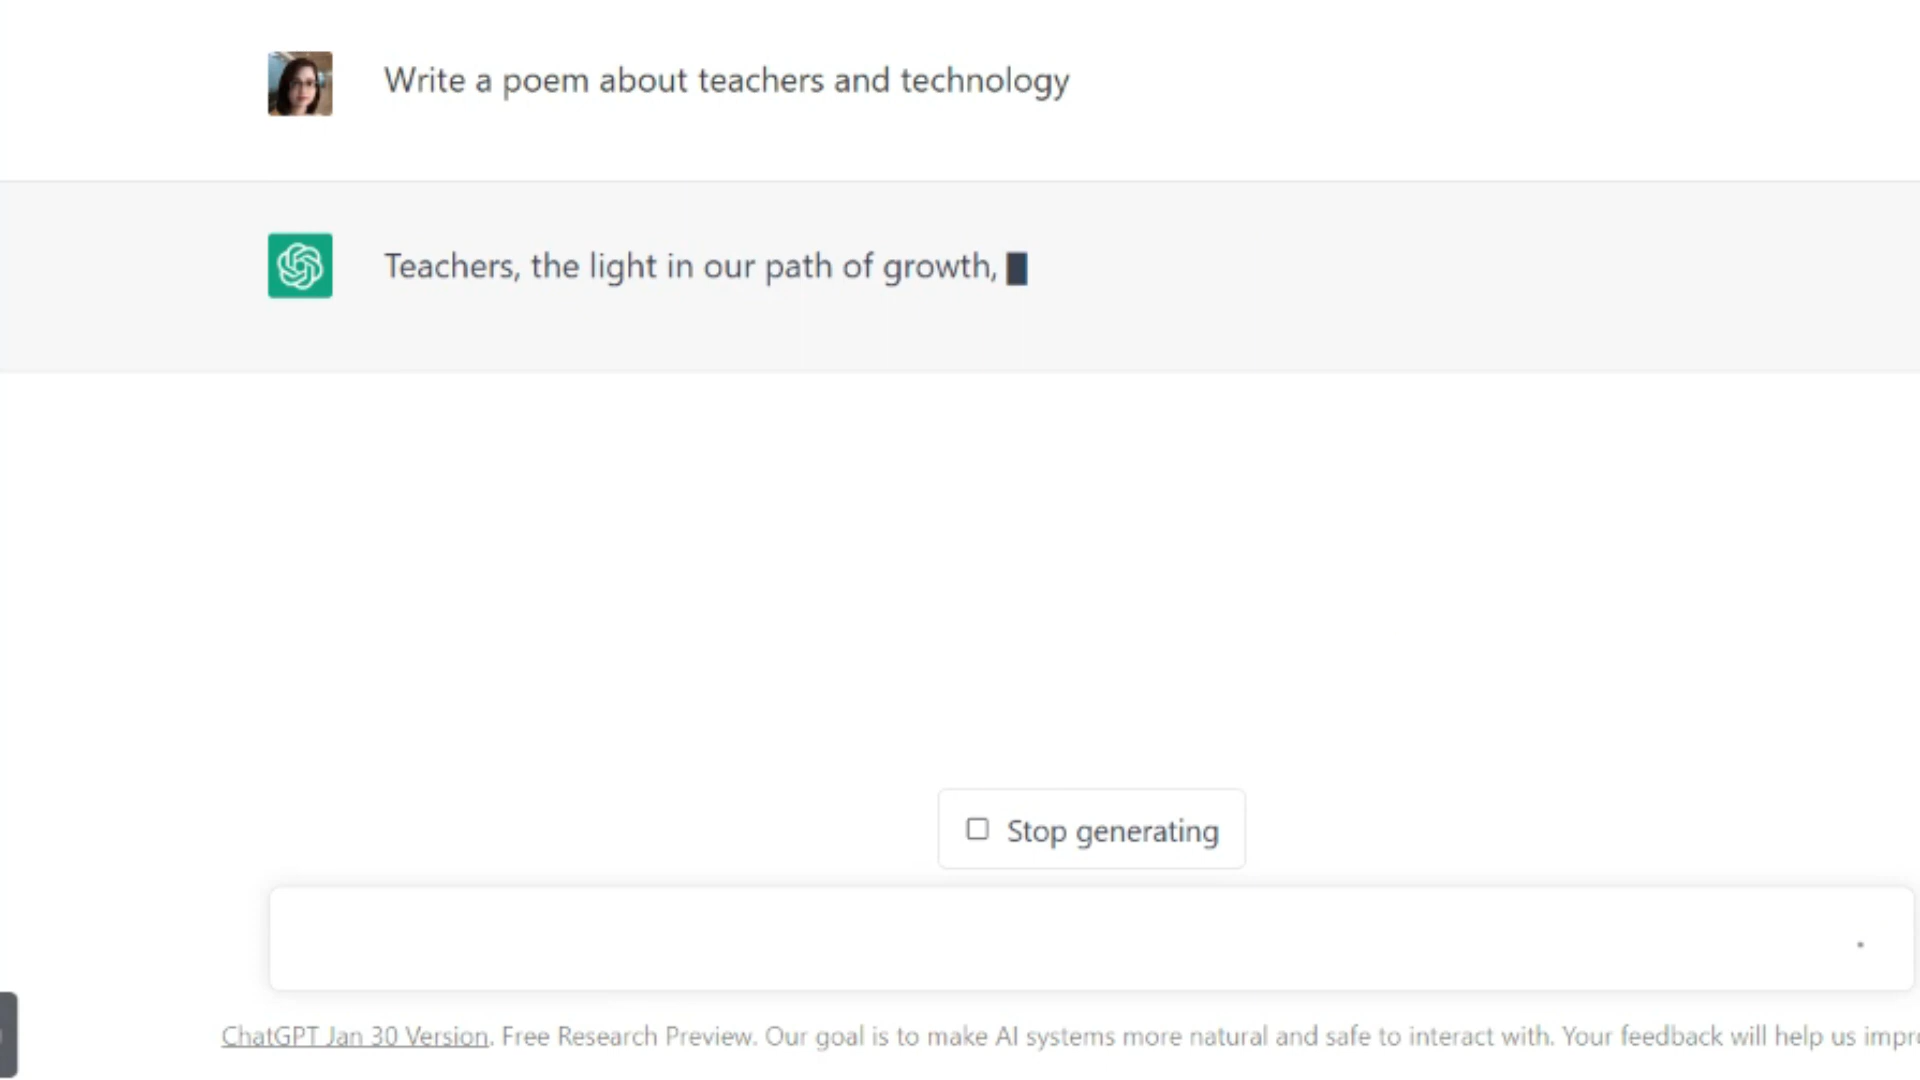 Write a poem about teachers and technology
Teachers, the light in our path of growth,
Stop generating
ChatGPT Jan 30 Version. Free Research Preview. Our goal is to make AI systems more natural and safe to interact with. Your feedback will help us impr